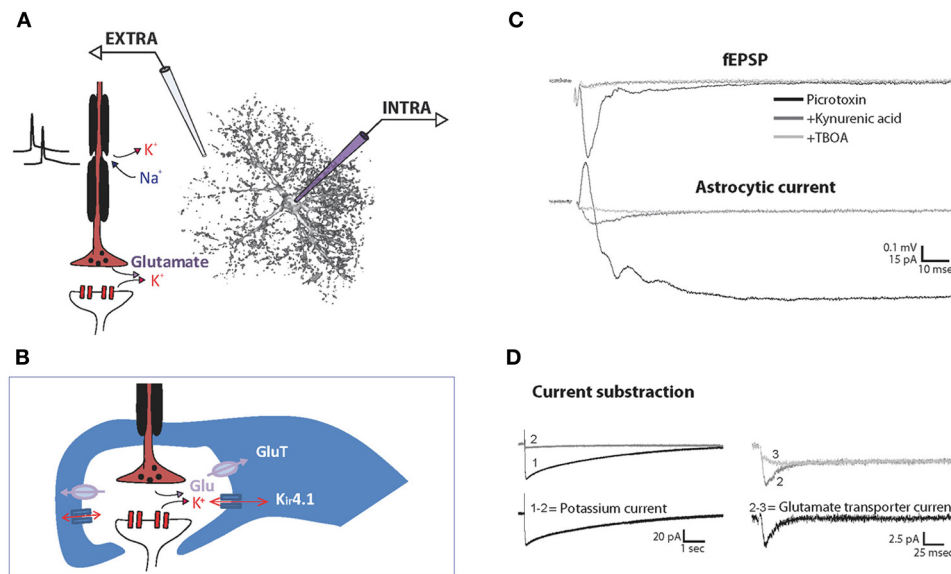 A
EXTRA
INTRA
K+
Na+
Glutamate
K+
B
GluT
Glu
K+
Kir4.1
C
fEPSP
Picrotoxin
+Kynurenic acid
+TBOA
Astrocytic current
0.1 mV
15 pA
10 mse
D
Current substraction
2
1
3
2
1-2= Potassium current
2-3= Glutamate transporter current
20 pA
1 sec
2.5 pA
25 msec